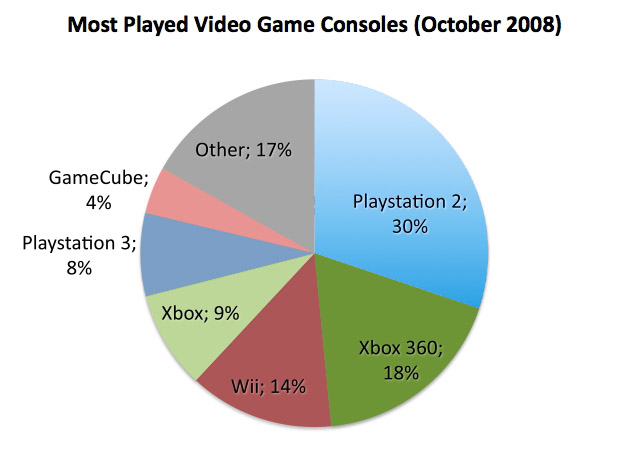 Most Played Video Game Consoles (October 2008)
Other; 17%
GameCube;
4%
Playstation 2;
30%
Playstation 3;
8%
Xbox; 9%
Xbox 360;
18%
Wii; 14%